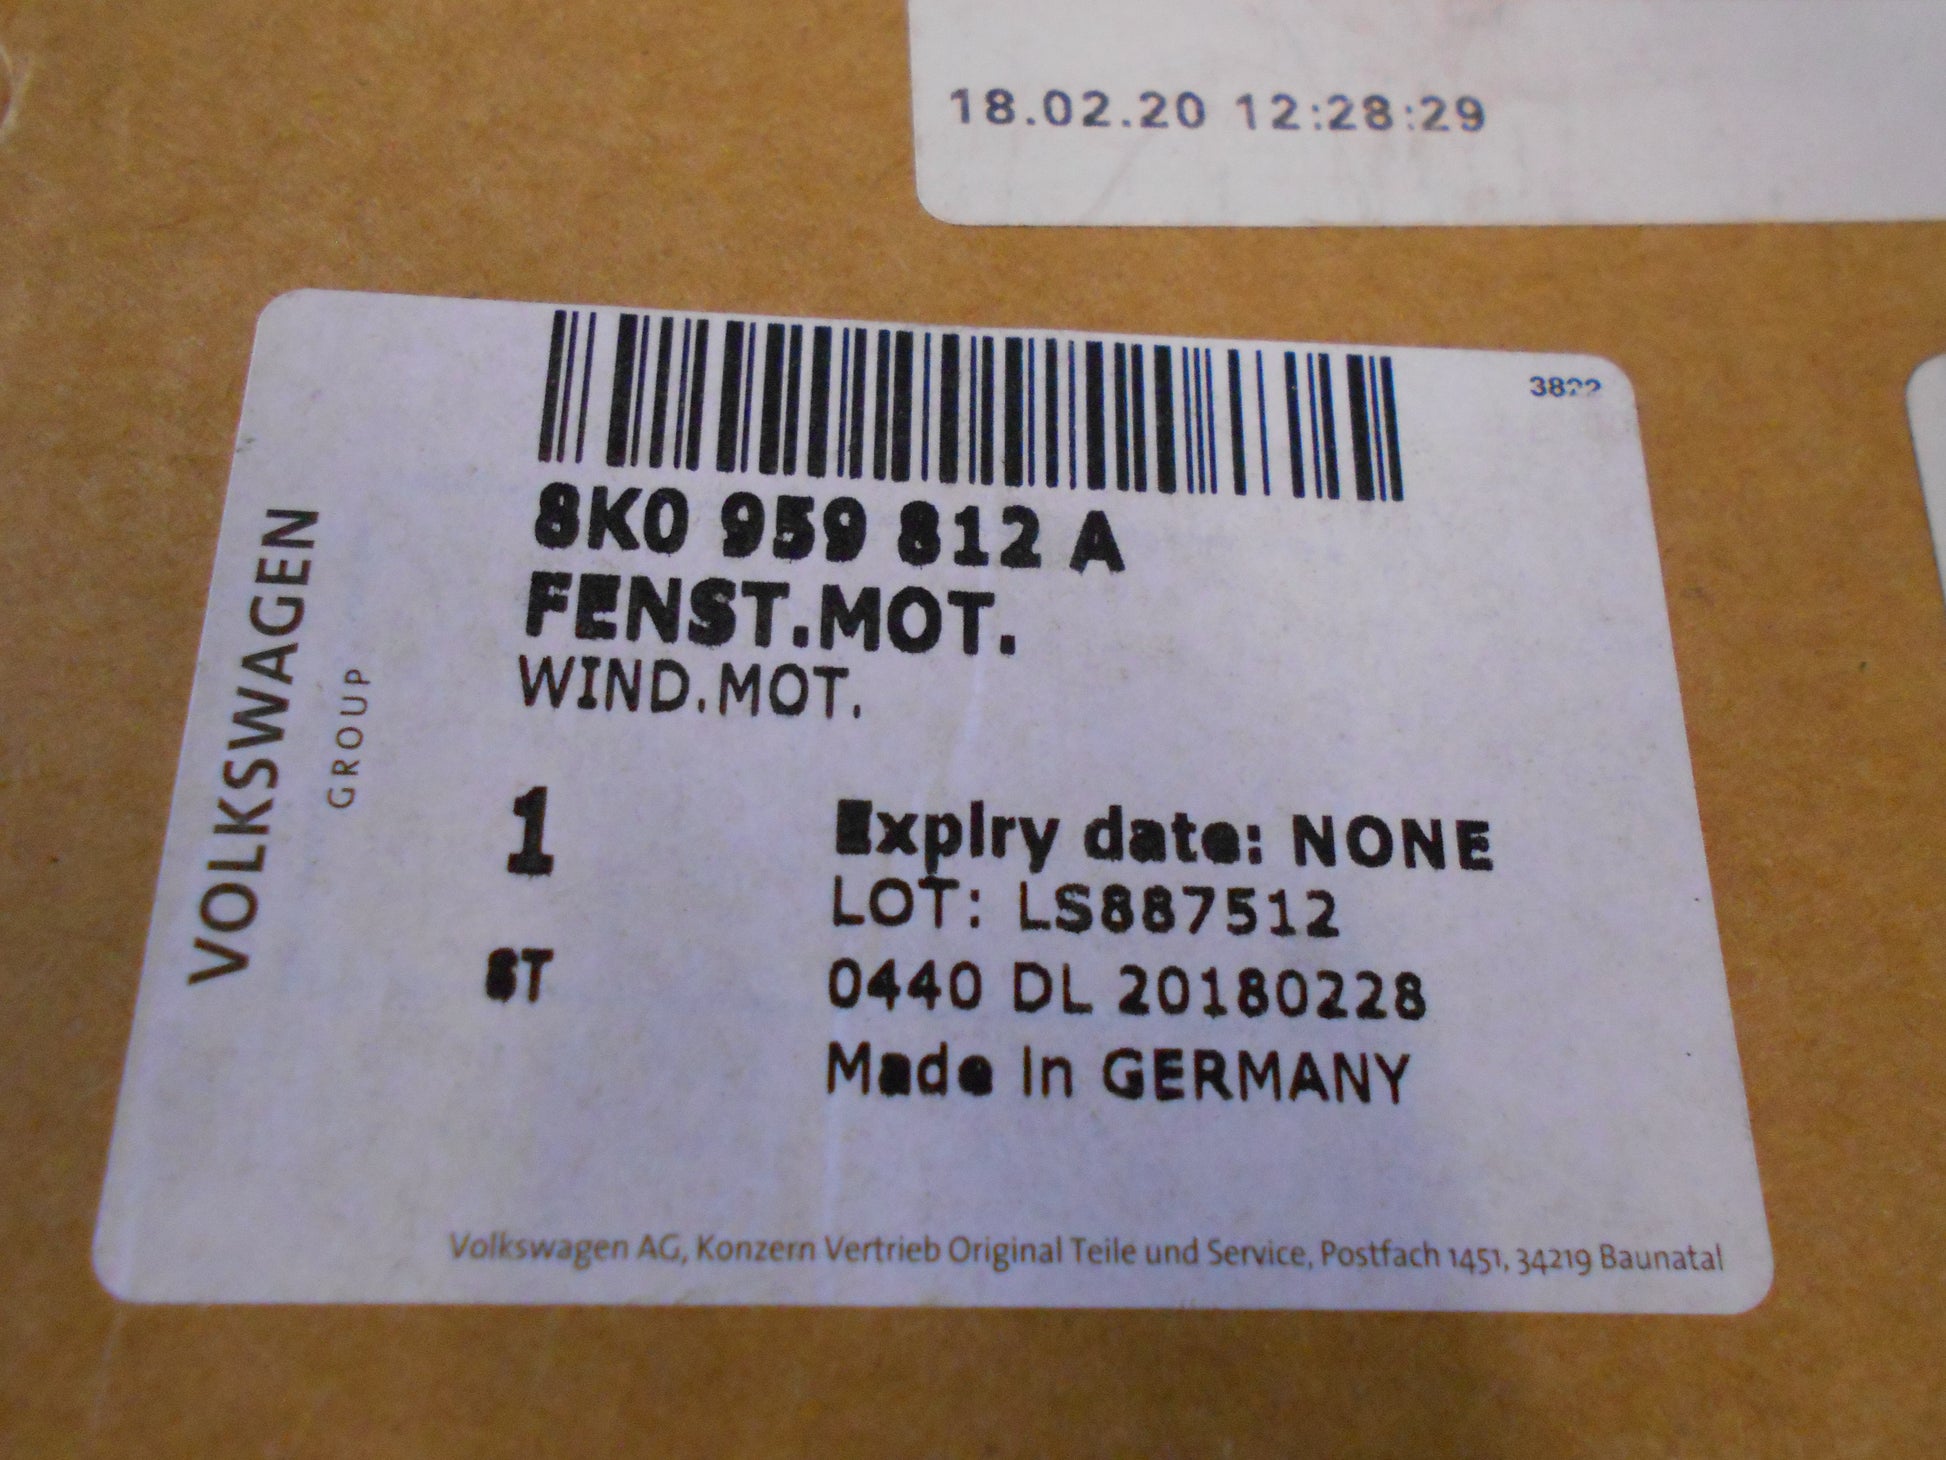 18.02.20 12:28:29
3822
8K0 959 812 A
FENST.MOT.
WIND.MOT.
VOLKSWAGEN
GROUP
1
ST
Expiry date: NONE
LOT: LS887512
0440 DL 20180228
Made in GERMANY
Volkswagen AG, Konzern Vertrieb Original Teile und Service, Postfach 1451, 34219 Baunatal